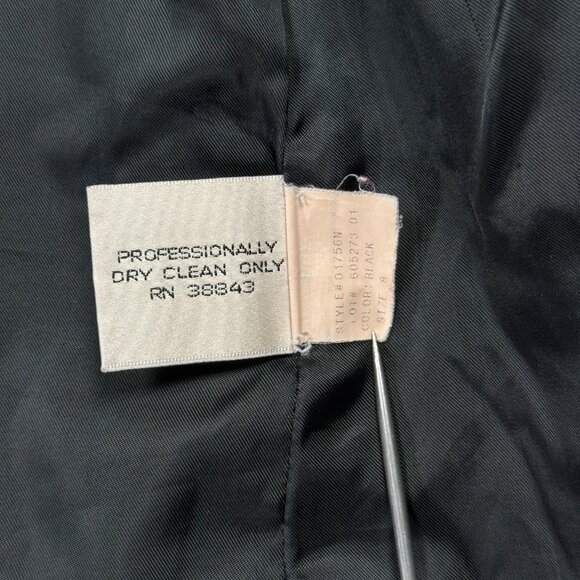 PROFESSIONALLY
DRY CLEAN ONLY
RN 38843
STYLE# 01756N
LOT# 605273 01
COLOR: BLACK
SIZE 8